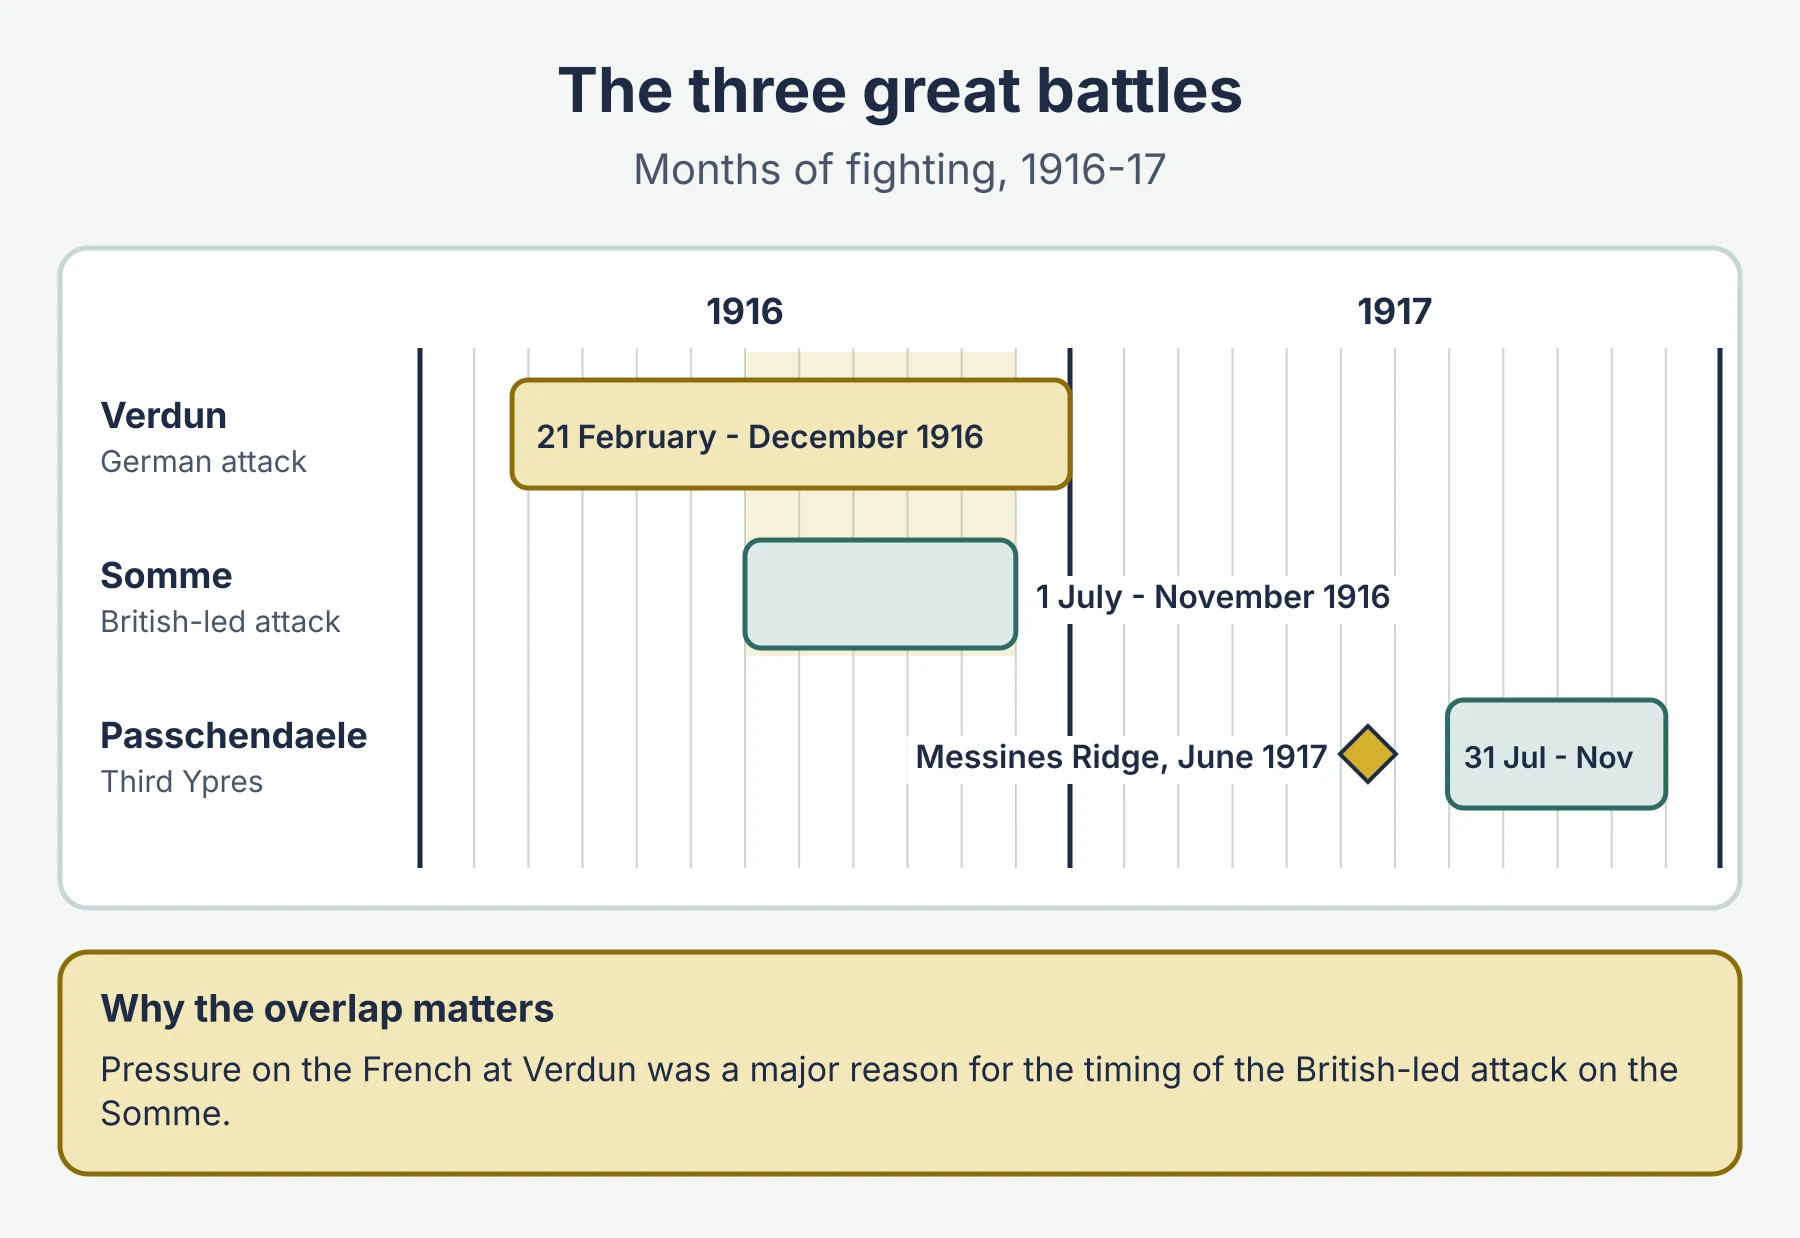 The three great battles
Months of fighting, 1916-17
1916
1917
Verdun
German attack
21 February - December 1916
Somme
British-led attack
1 July - November 1916
Passchendaele
Third Ypres
Messines Ridge, June 1917
31 Jul - Nov
Why the overlap matters
Pressure on the French at Verdun was a major reason for the timing of the British-led attack on the
Somme.